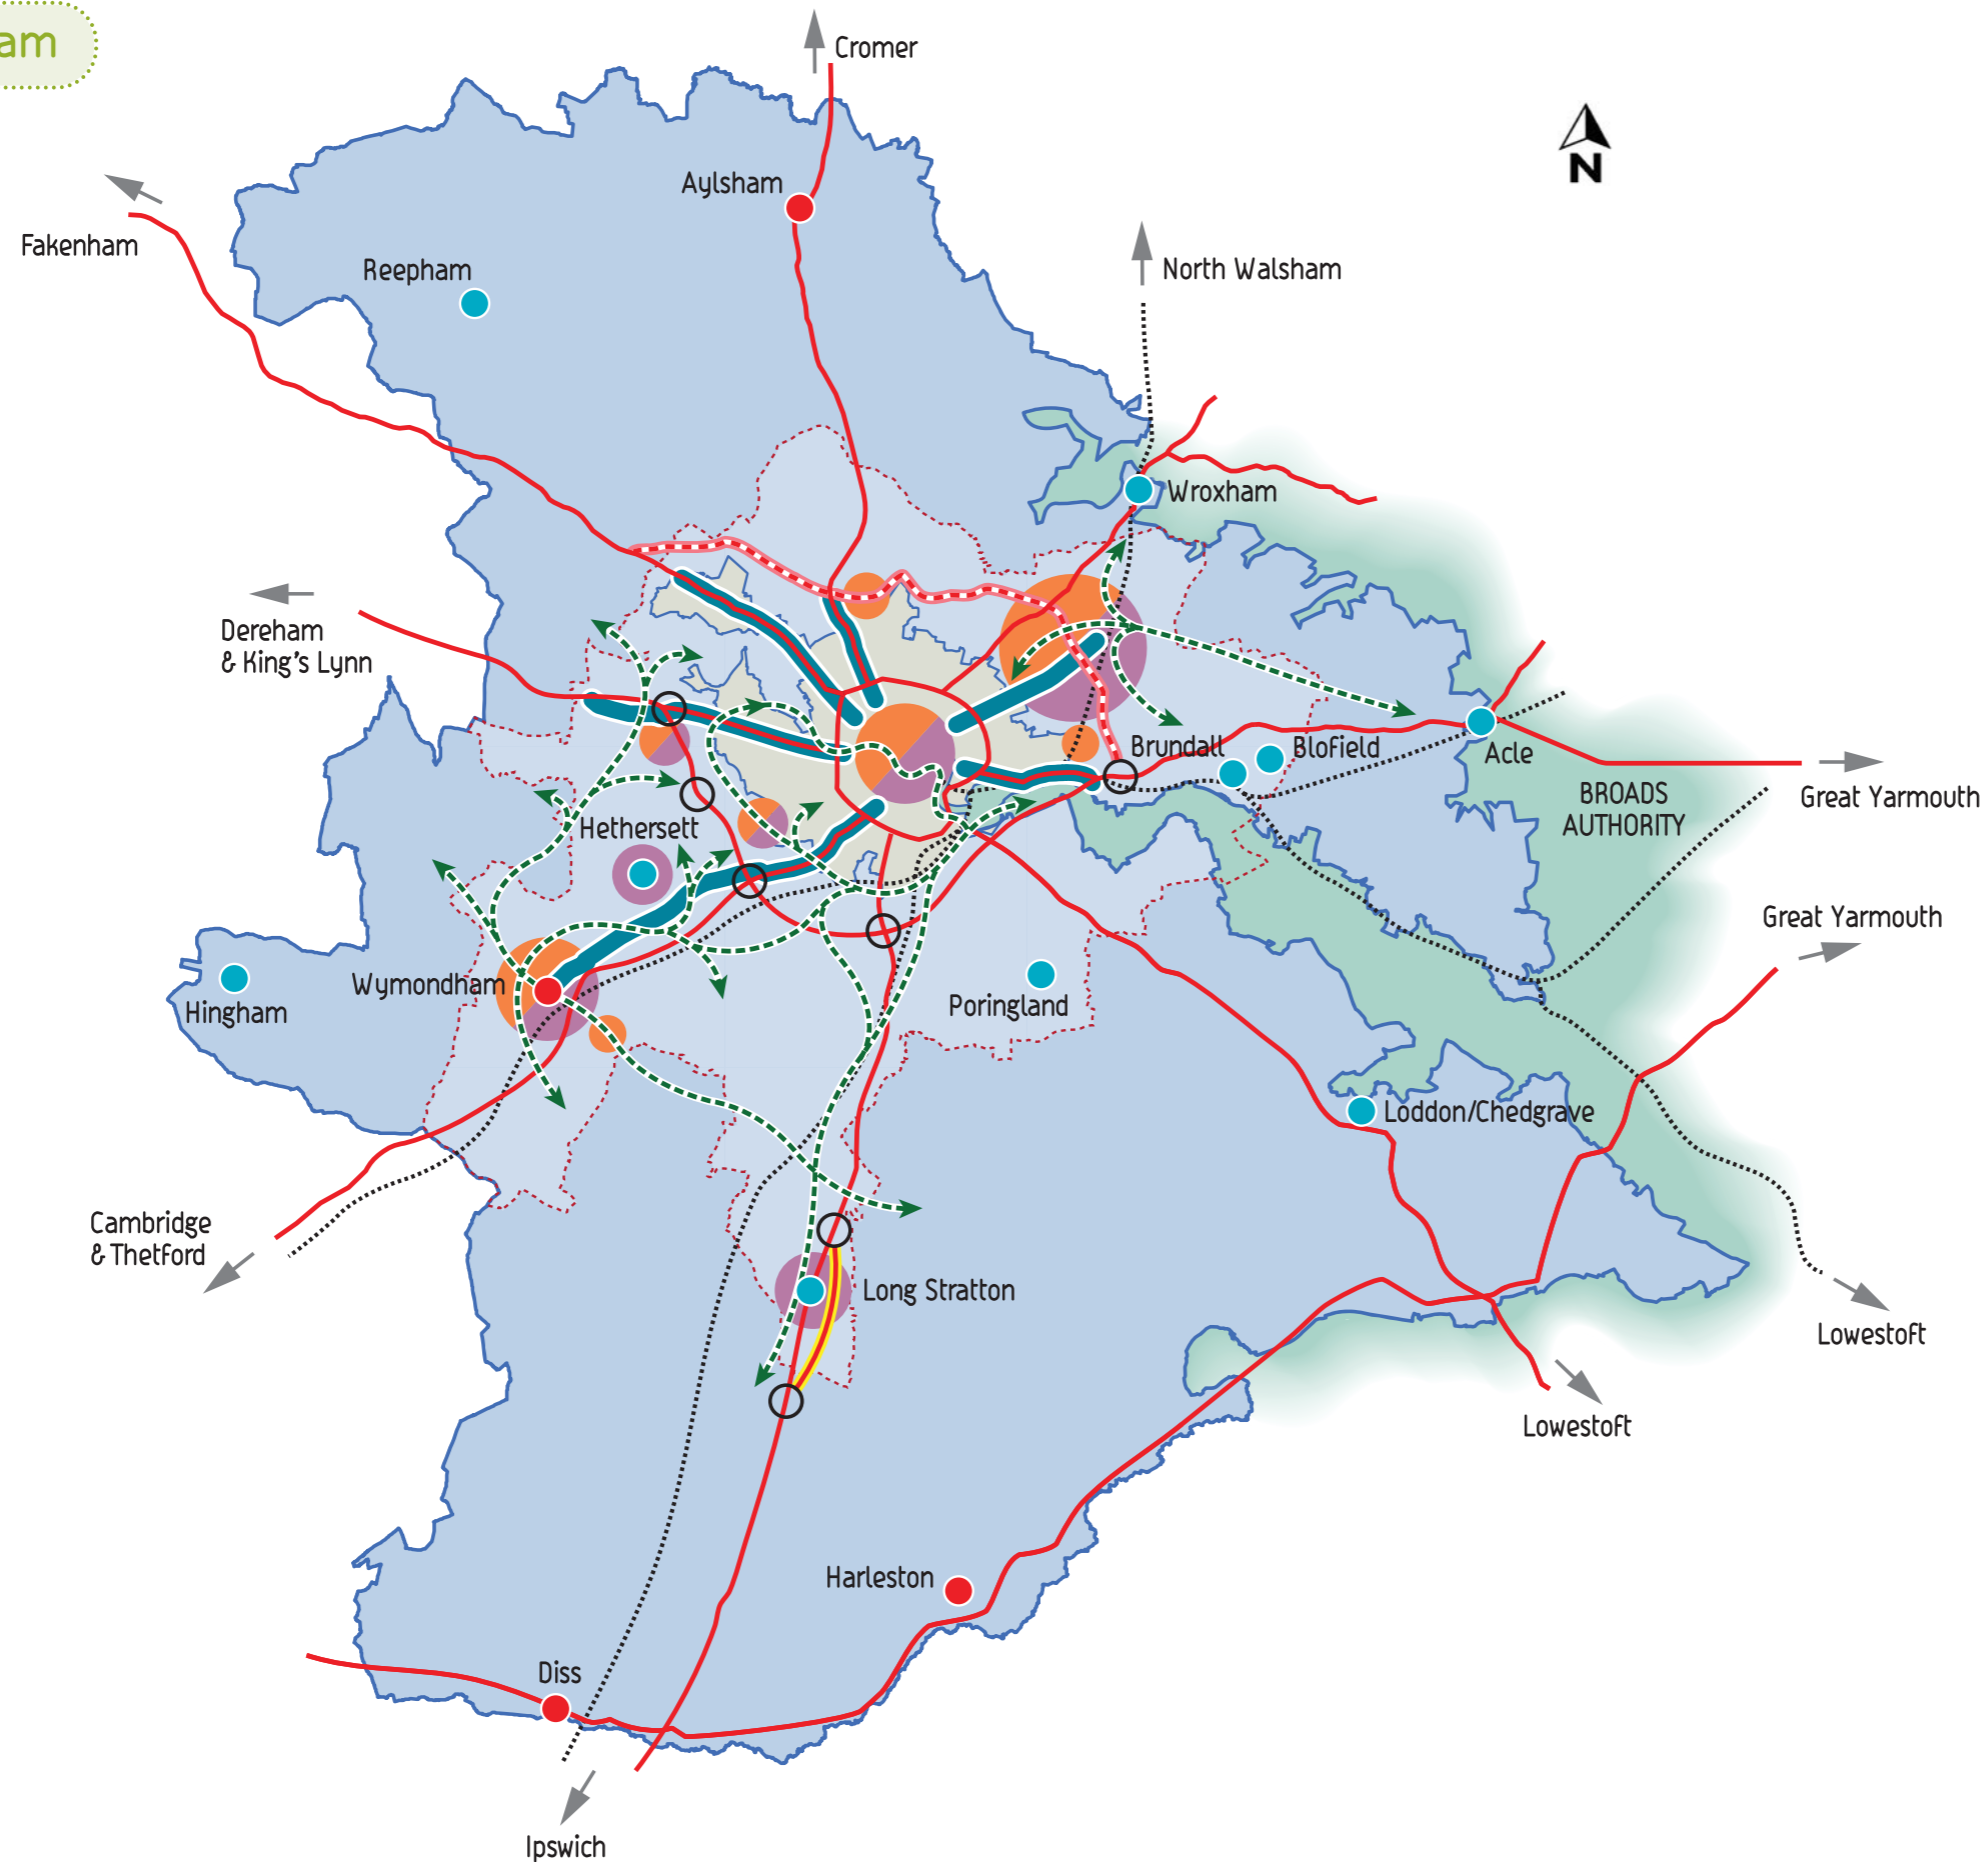 am
Cromer
N
Aylsham
Fakenham
Reepham
North Walsham
Wroxham
Dereham
& King's Lynn
Brundall
Blofield
Acle
BROADS
AUTHORITY
Great Yarmouth
Hethersett
Great Yarmouth
Wymondham
Hingham
Poringland
Loddon/Chedgrave
Cambridge
& Thetford
Long Stratton
Lowestoft
Lowestoft
Harleston
Diss
Ipswich